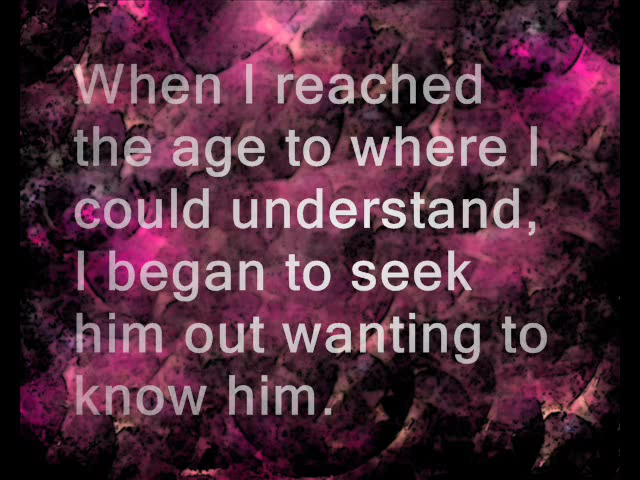 When I reached
the age to where I
could understand,
I began to seek
him out wanting to
know him.